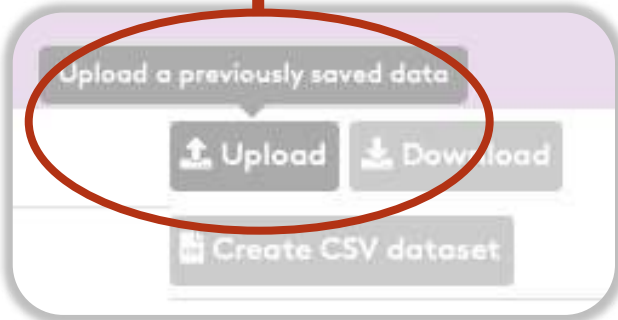 Upload a previously saved data
Upload Download
Create CSV dataset